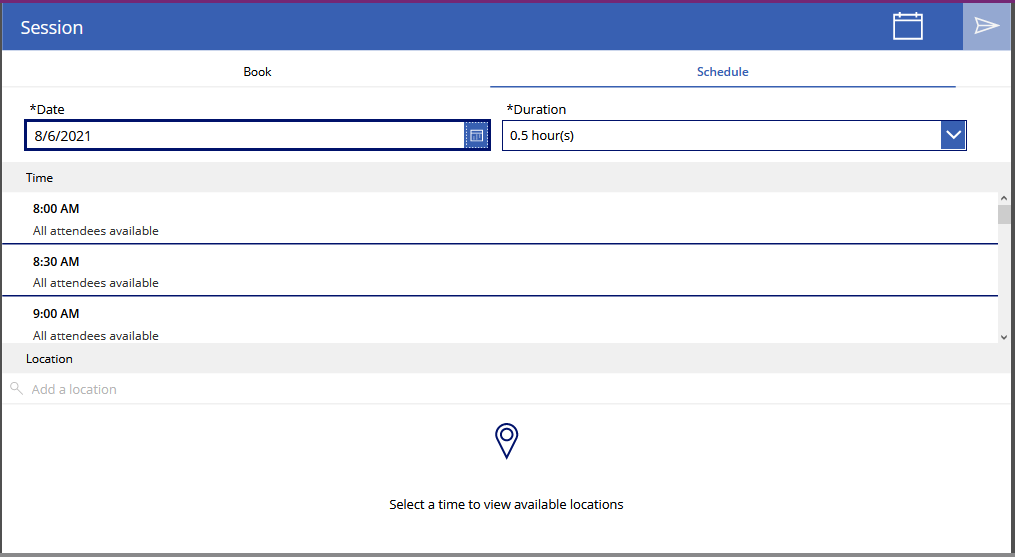 Session
Book Schedule
*Date *Duration
8/6/2021 0.5 hour(s)
Time
8:00 AM
All attendees available
8:30 AM
All attendees available
9:00 AM
All attendees available
Location
Add a location
Select a time to view available locations